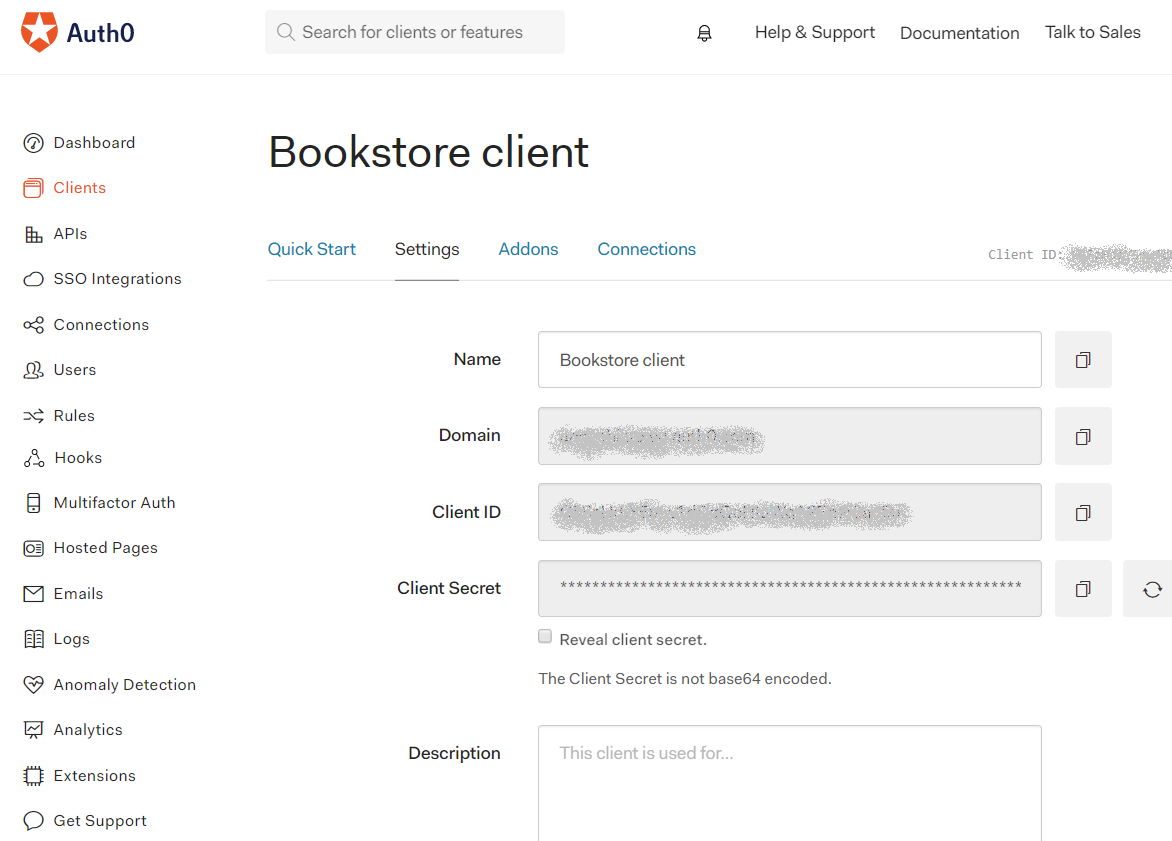 Auth0
Search for clients or features
Help & Support
Documentation
Talk to Sales
Dashboard
Clients
APIs
SSO Integrations
Connections
Users
Rules
Hooks
Multifactor Auth
Hosted Pages
Emails
Logs
Anomaly Detection
Analytics
Extensions
Get Support
Bookstore client
Quick Start
Settings
Addons
Connections
Client ID:
Name
Bookstore client
Domain
Client ID
Client Secret
**********************************************************
Reveal client secret.
The Client Secret is not base64 encoded.
Description
This client is used for...